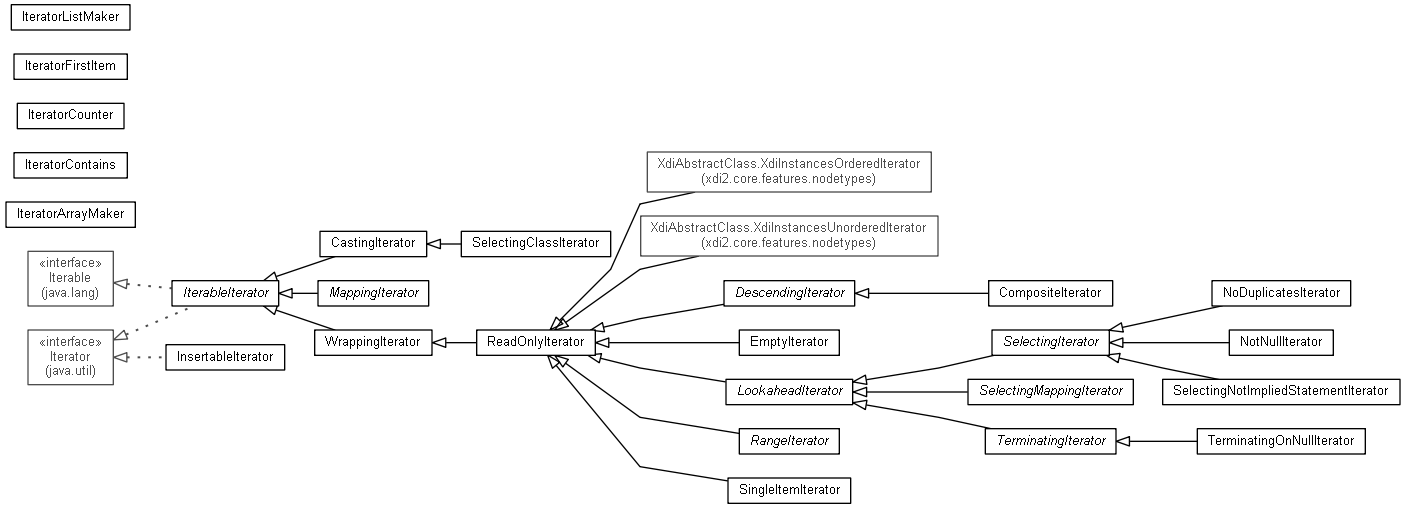 IteratorListMaker
IteratorFirstItem
IteratorCounter
IteratorContains
IteratorArrayMaker
«interface»
Iterable
(java.lang)
«interface»
Iterator
(java.util)
IterableIterator
InsertableIterator
CastingIterator
MappingIterator
WrappingIterator
SelectingClassIterator
ReadOnlyIterator
XdiAbstractClass.XdiInstancesOrderedIterator
(xdi2.core.features.nodetypes)
XdiAbstractClass.XdiInstancesUnorderedIterator
(xdi2.core.features.nodetypes)
DescendingIterator
EmptyIterator
LookaheadIterator
RangeIterator
SingleItemIterator
CompositeIterator
SelectingIterator
SelectingMappingIterator
TerminatingIterator
NoDuplicatesIterator
NotNullIterator
SelectingNotImpliedStatementIterator
TerminatingOnNullIterator